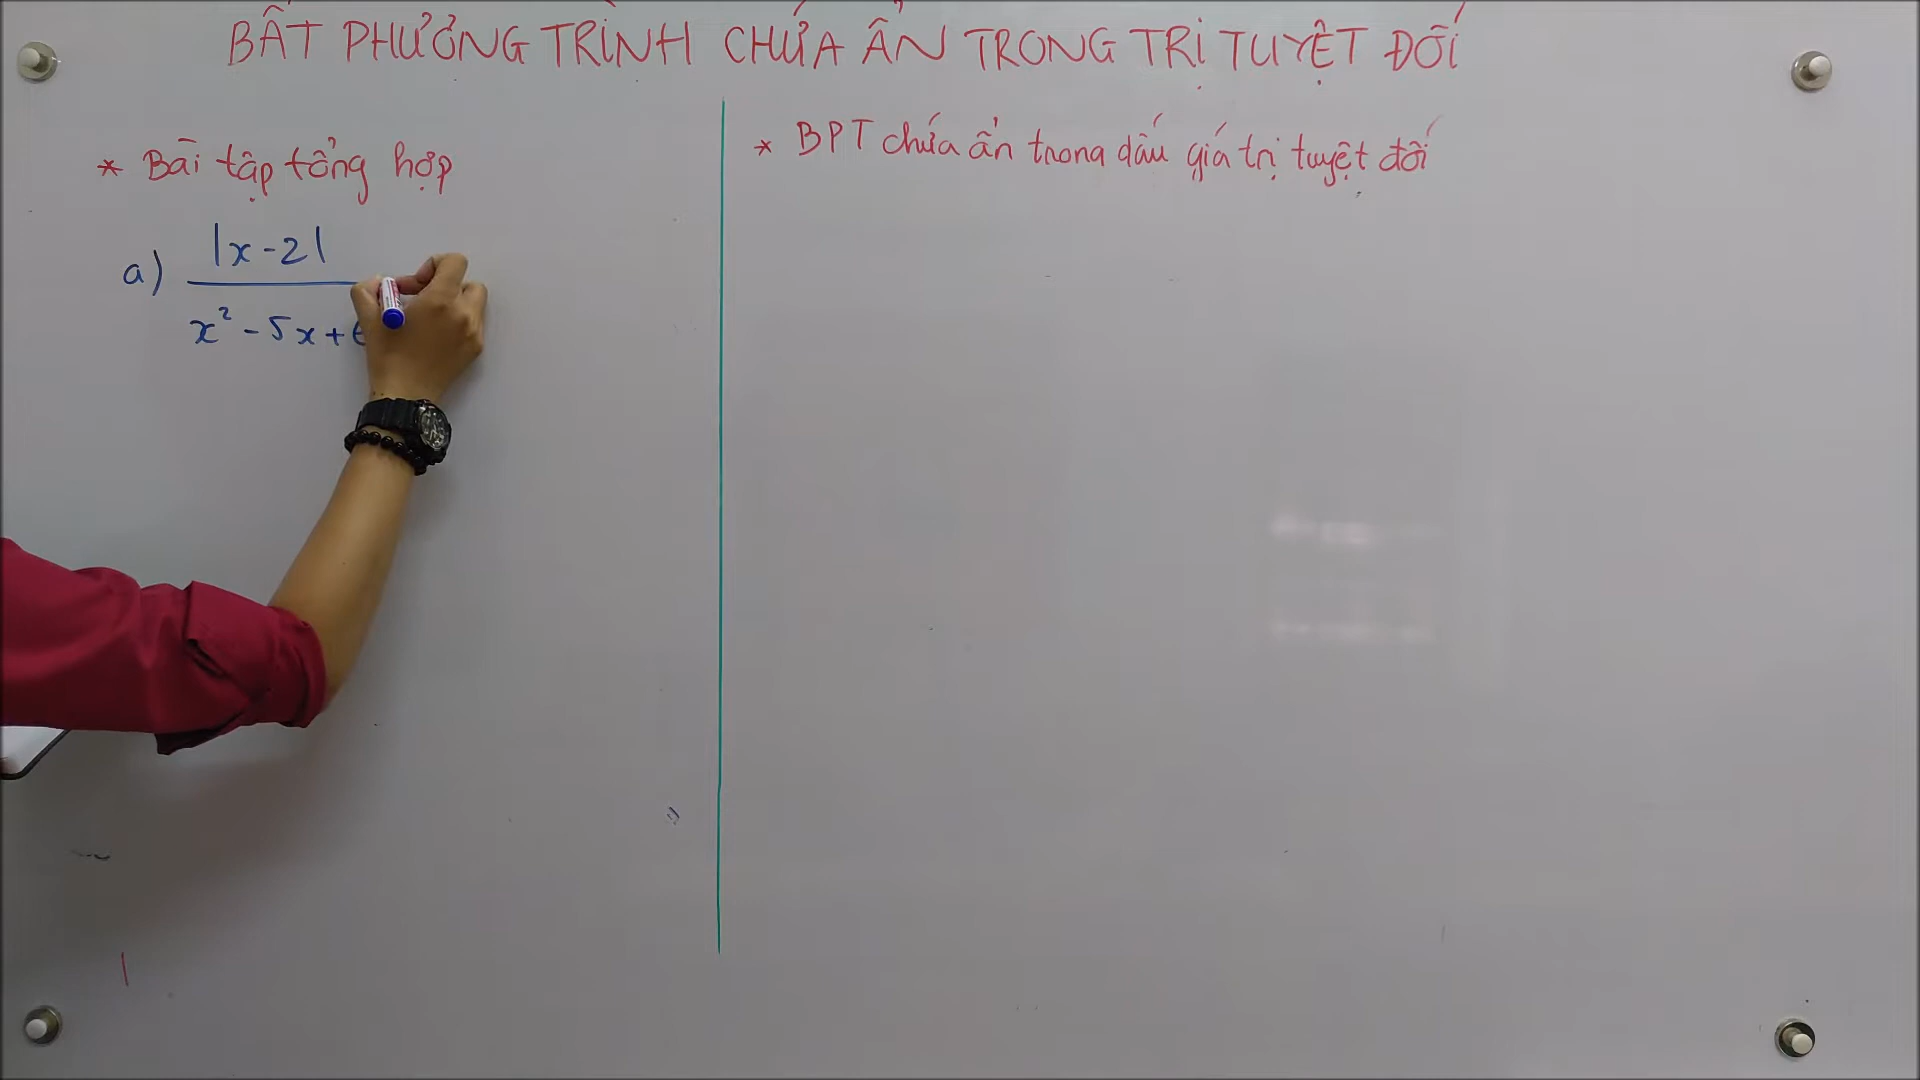 BẤT PHƯƠNG TRÌNH CHỨA ẨN TRONG TRỊ TUYỆT ĐỐI
* Bài tập tổng hợp
a) |x-2|
x² - 5x +
* BPT chứa ẩn trong dấu giá trị tuyệt đối